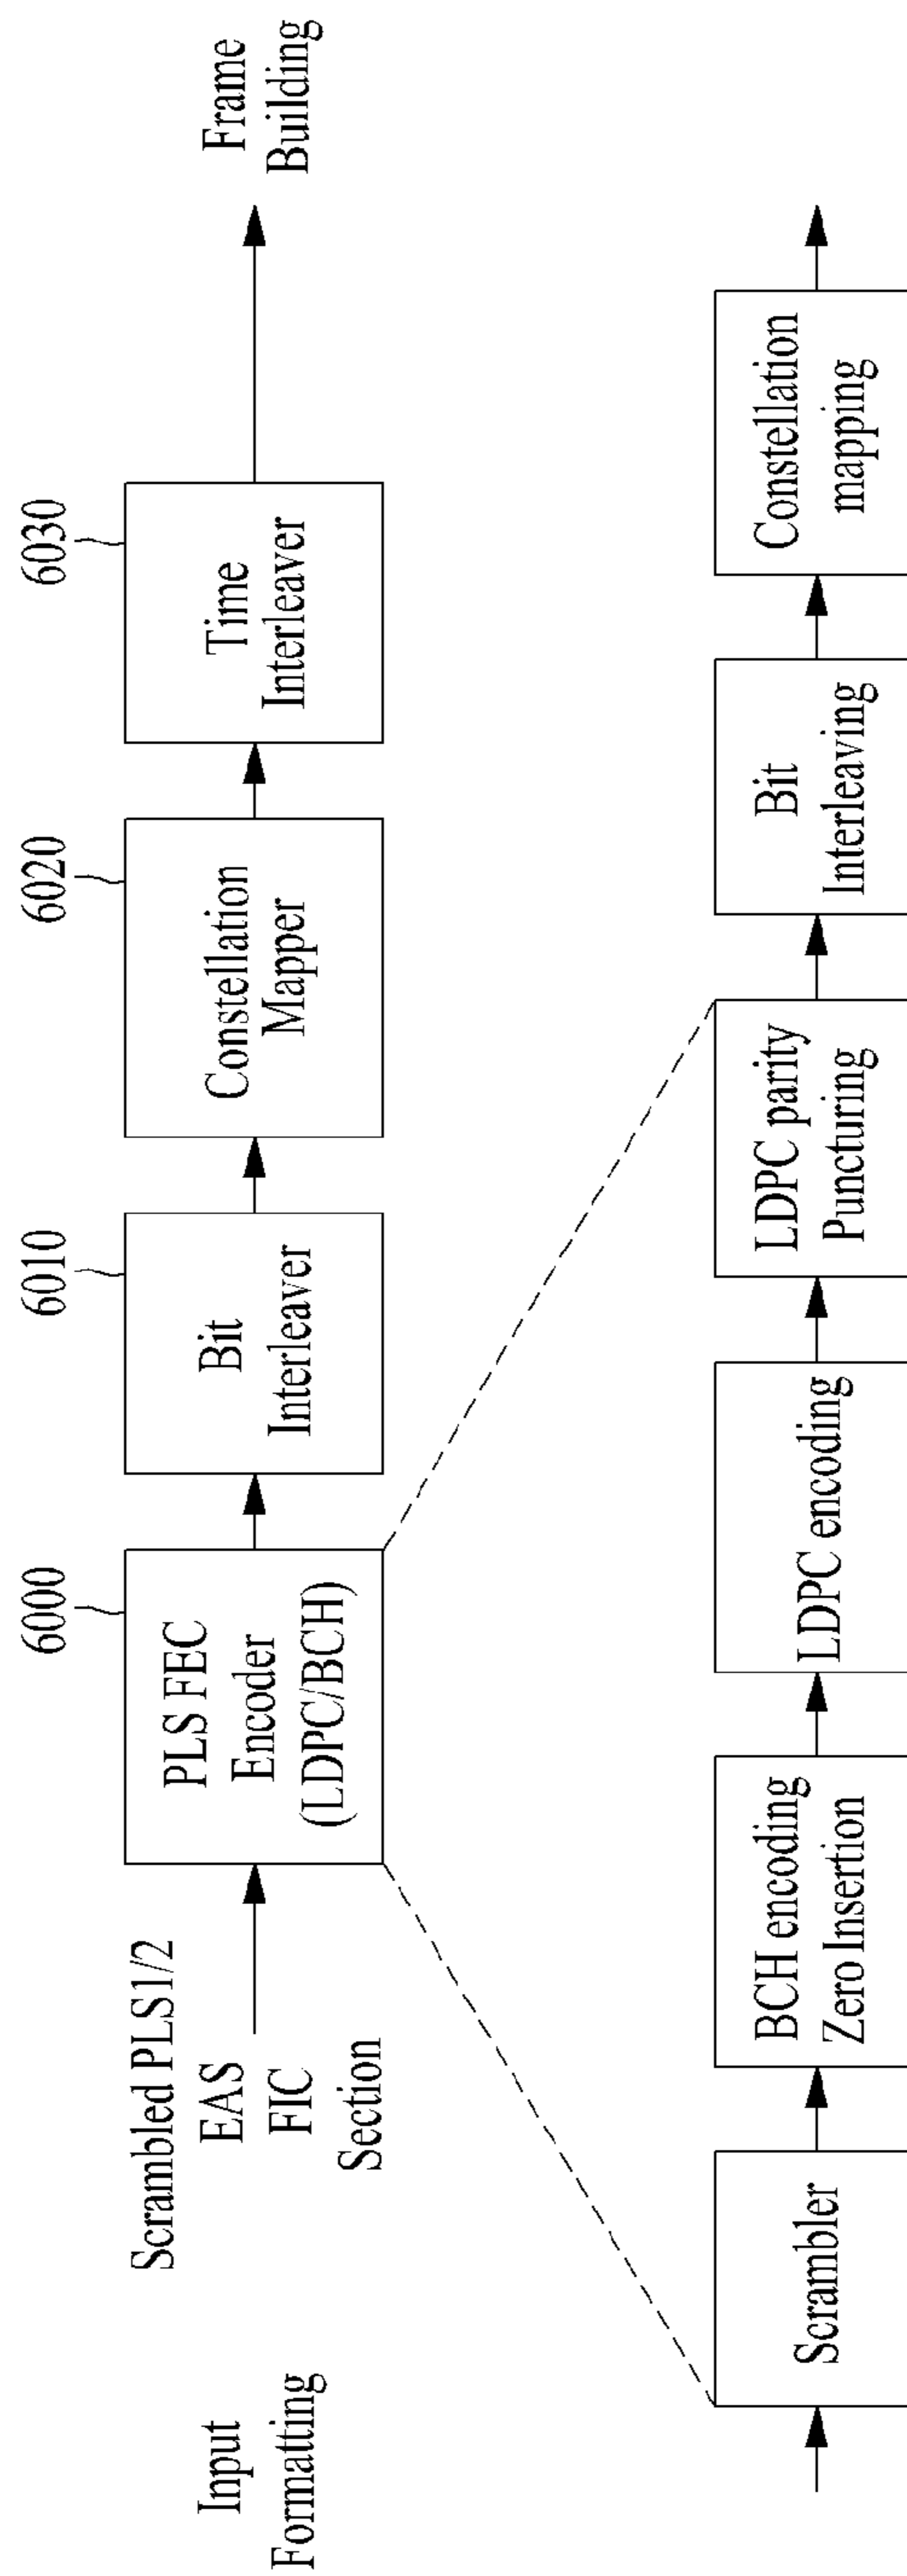 Input
Formatting
Scrambled PLS1/2
EAS
FIC
Section
6000
PLS FEC
Encoder
(LDPC/BCH)
6010
Bit
Interleaver
6020
Constellation
Mapper
6030
Time
Interleaver
Frame
Building
Scrambler
BCH encoding
Zero Insertion
LDPC encoding
LDPC parity
Puncturing
Bit
Interleaving
Constellation
mapping